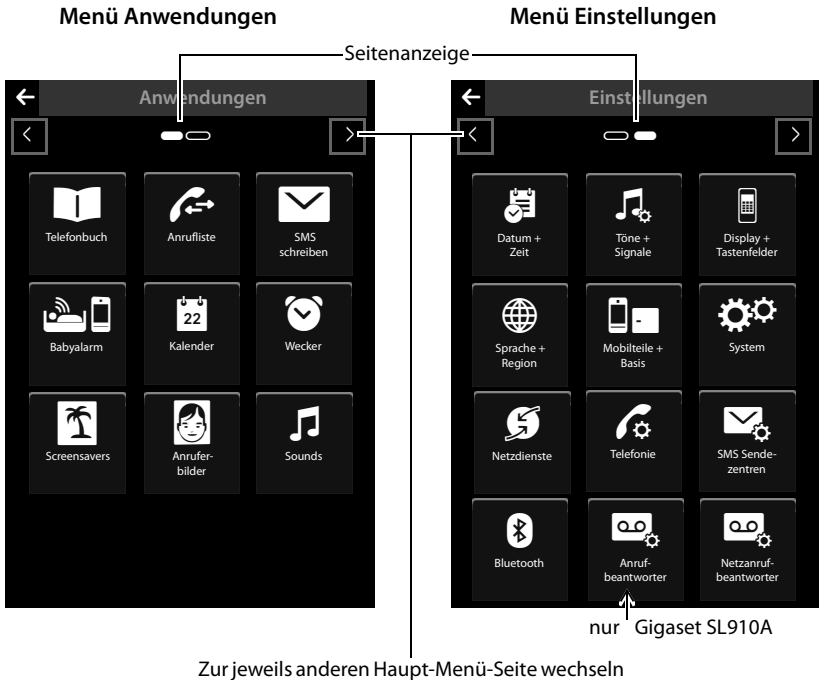 Menü Anwendungen
Menü Einstellungen
Seitenanzeige
Anwendungen
Telefonbuch
Anrufliste
SMS
schreiben
Babyalarm
22
Kalender
Wecker
Screensavers
Anrufer-
bilder
Sounds
Einstellungen
Datum +
Zeit
Töne +
Signale
Display +
Tastenfelder
Sprache +
Region
Mobilteile +
Basis
System
Netzdienste
Telefonie
SMS Sende-
zentren
Bluetooth
Anruf-
beantworter
Netzanruf-
beantworter
nur Gigaset SL910A
Zur jeweils anderen Haupt-Menü-Seite wechseln